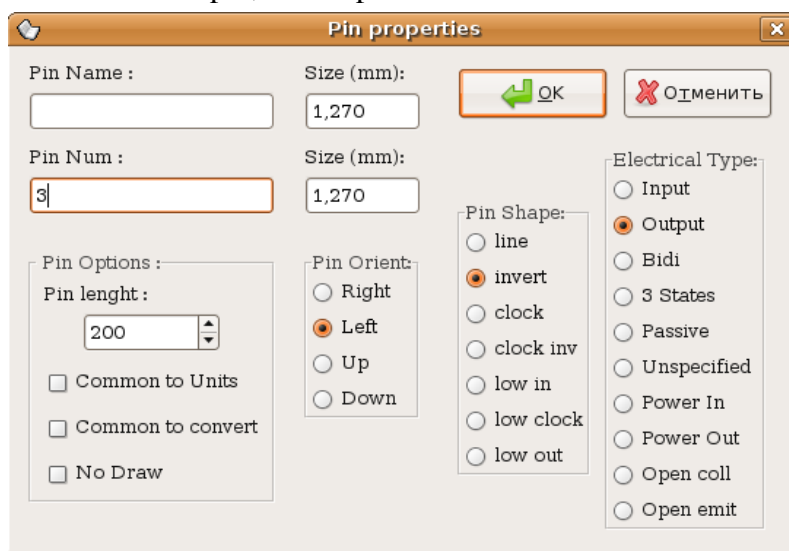 Pin properties
Pin Name :
Size (mm):
1,270
OK
Отменить
Pin Num :
Size (mm):
3
1,270
Pin Options :
Pin lenght :
200
Common to Units
Common to convert
No Draw
Pin Orient:
Right
Left
Up
Down
Pin Shape:
line
invert
clock
clock inv
low in
low clock
low out
Electrical Type:
Input
Output
Bidi
3 States
Passive
Unspecified
Power In
Power Out
Open coll
Open emit